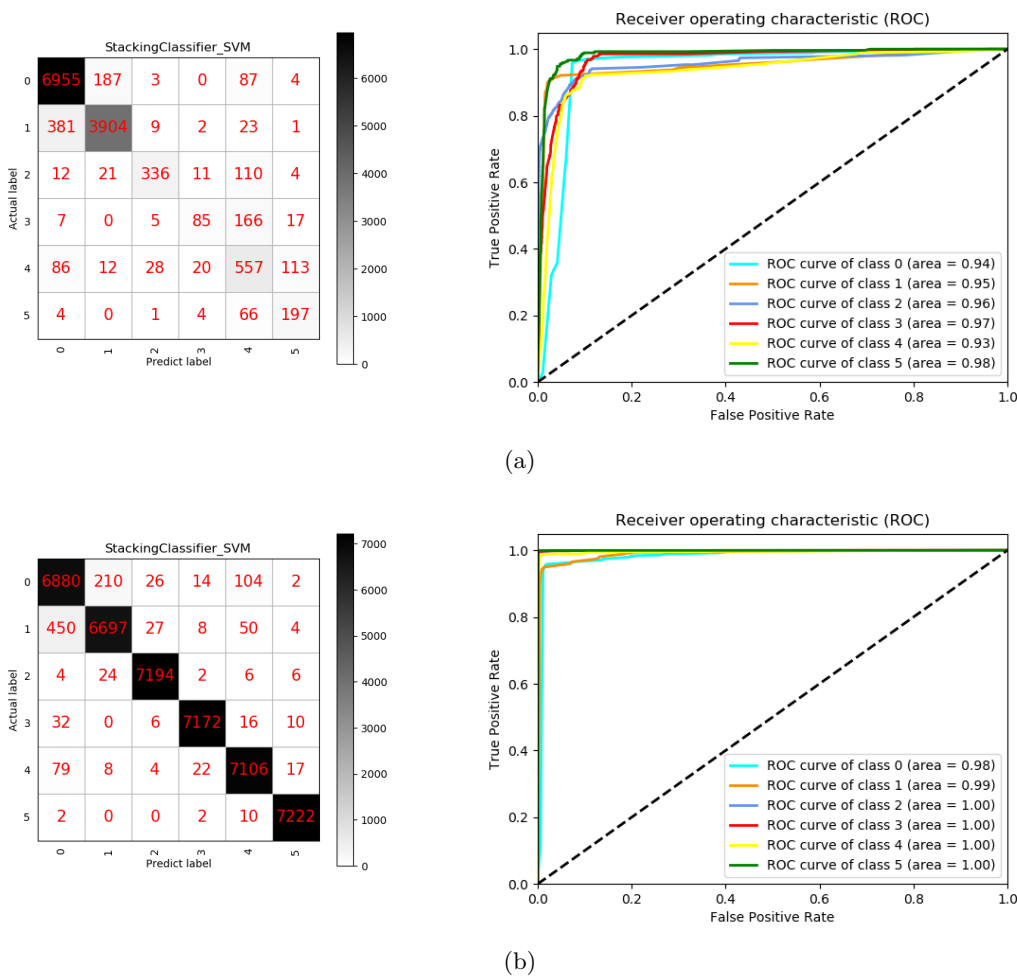 StackingClassifier_SVM
0 6955 187 3 0 87 4
1 381 3904 9 2 23 1
2 12 21 336 11 110 4
3 7 0 5 85 166 17
4 86 12 28 20 557 113
5 4 0 1 4 66 197
0 1 2 3 4 5
Actual label
Predict label
6000
5000
4000
3000
2000
1000
0
Receiver operating characteristic (ROC)
1.0
0.8
0.6
0.4
0.2
0.0
True Positive Rate
ROC curve of class 0 (area = 0.94)
ROC curve of class 1 (area = 0.95)
ROC curve of class 2 (area = 0.96)
ROC curve of class 3 (area = 0.97)
ROC curve of class 4 (area = 0.93)
ROC curve of class 5 (area = 0.98)
0.0 0.2 0.4 0.6 0.8 1.0
False Positive Rate
(a)
StackingClassifier_SVM
0 6880 210 26 14 104 2
1 450 6697 27 8 50 4
2 4 24 7194 2 6 6
3 32 0 6 7172 16 10
4 79 8 4 22 7106 17
5 2 0 0 2 10 7222
0 1 2 3 4 5
Actual label
Predict label
7000
6000
5000
4000
3000
2000
1000
0
Receiver operating characteristic (ROC)
1.0
0.8
0.6
0.4
0.2
0.0
True Positive Rate
ROC curve of class 0 (area = 0.98)
ROC curve of class 1 (area = 0.99)
ROC curve of class 2 (area = 1.00)
ROC curve of class 3 (area = 1.00)
ROC curve of class 4 (area = 1.00)
ROC curve of class 5 (area = 1.00)
0.0 0.2 0.4 0.6 0.8 1.0
False Positive Rate
(b)